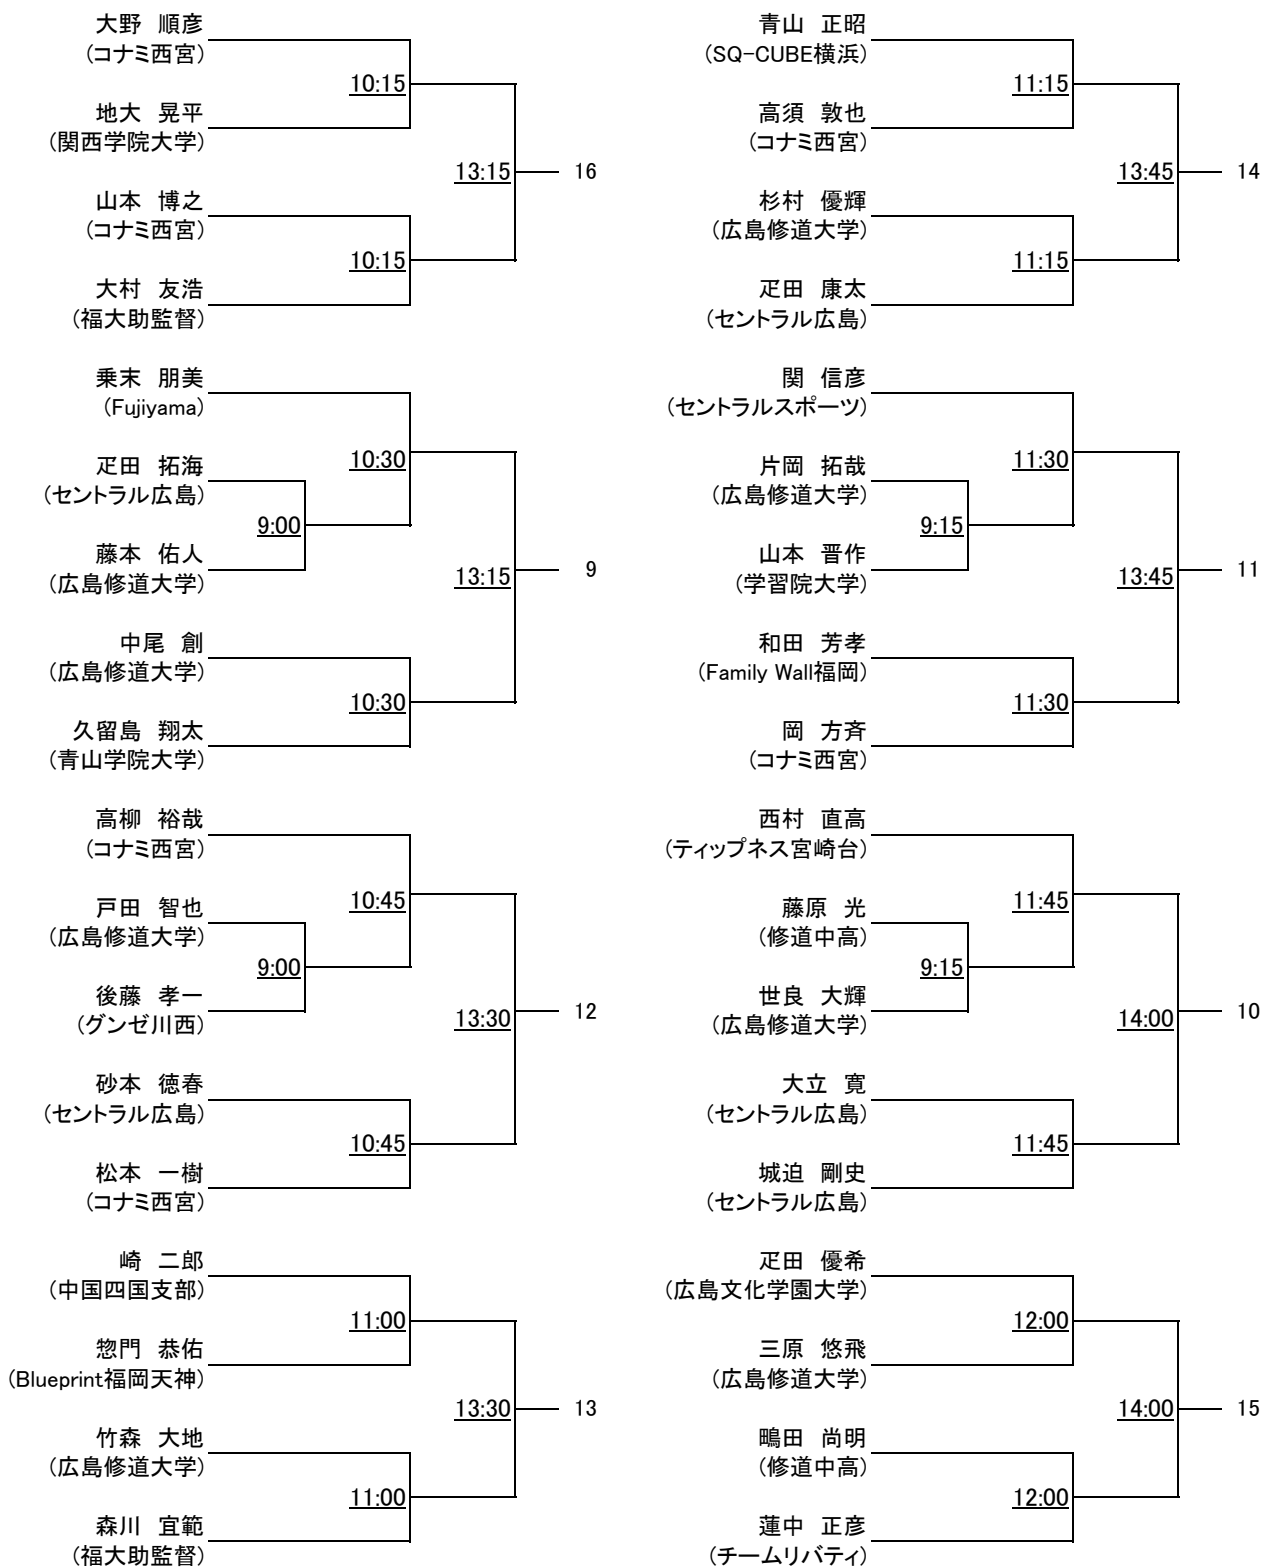 大野 順彦
(コナミ西宮)
10:15
地大 晃平
(関西学院大学)
13:15
16
山本 博之
(コナミ西宮)
10:15
大村 友浩
(福大助監督)
乗末 朋美
(Fujiyama)
10:30
疋田 拓海
(セントラル広島)
9:00
藤本 佑人
(広島修道大学)
13:15
9
中尾 創
(広島修道大学)
10:30
久留島 翔太
(青山学院大学)
高柳 裕哉
(コナミ西宮)
10:45
戸田 智也
(広島修道大学)
9:00
後藤 孝一
(グンゼ川西)
13:30
12
砂本 徳春
(セントラル広島)
10:45
松本 一樹
(コナミ西宮)
崎 二郎
(中国四国支部)
11:00
惣門 恭佑
(Blueprint福岡天神)
13:30
13
竹森 大地
(広島修道大学)
11:00
森川 宜範
(福大助監督)
青山 正昭
(SQ-CUBE横浜)
11:15
高須 敦也
(コナミ西宮)
13:45
14
杉村 優輝
(広島修道大学)
11:15
疋田 康太
(セントラル広島)
関 信彦
(セントラルスポーツ)
11:30
片岡 拓哉
(広島修道大学)
9:15
山本 晋作
(学習院大学)
13:45
11
和田 芳孝
(Family Wall福岡)
11:30
岡 方斉
(コナミ西宮)
西村 直高
(ティップネス宮崎台)
11:45
藤原 光
(修道中高)
9:15
世良 大輝
(広島修道大学)
14:00
10
大立 寛
(セントラル広島)
11:45
城迫 剛史
(セントラル広島)
疋田 優希
(広島文化学園大学)
12:00
三原 悠飛
(広島修道大学)
14:00
15
鴫田 尚明
(修道中高)
12:00
蓮中 正彦
(チームリバティ)